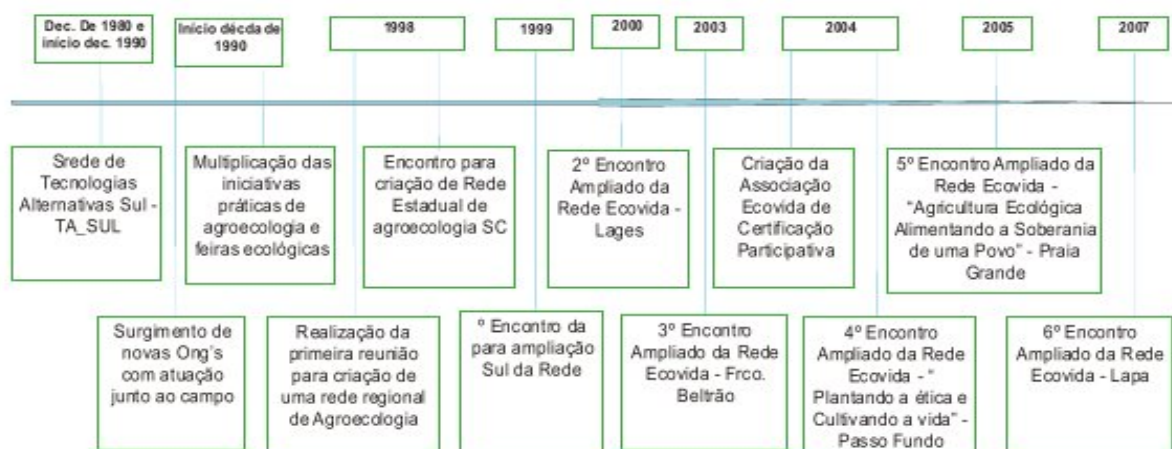 Dec. De 1980 e
início dec. 1990
Início décda de
1990
1998
1999
2000
2003
2004
2005
2007
Srede de
Tecnologias
Alternativas Sul -
TA_SUL
Multiplicação das
iniciativas
práticas de
agroecologia e
feiras ecológicas
Encontro para
criação de Rede
Estadual de
agroecologia SC
2º Encontro
Ampliado da
Rede Ecovida -
Lages
Criação da
Associação
Ecovida de
Certificação
Participativa
5º Encontro Ampliado da
Rede Ecovida -
“Agricultura Ecológica
Alimentando a Soberania
de uma Povo” - Praia
Grande
Surgimento de
novas Ong's
com atuação
junto ao campo
Realização da
primeira reunião
para criação de
uma rede regional
de Agroecologia
º Encontro da
para ampliação
Sul da Rede
3º Encontro
Ampliado da Rede
Ecovida - Frco.
Beltrão
4º Encontro
Ampliado da Rede
Ecovida - “
Plantando a ética e
Cultivando a vida” -
Passo Fundo
6º Encontro
Ampliado da Rede
Ecovida - Lapa